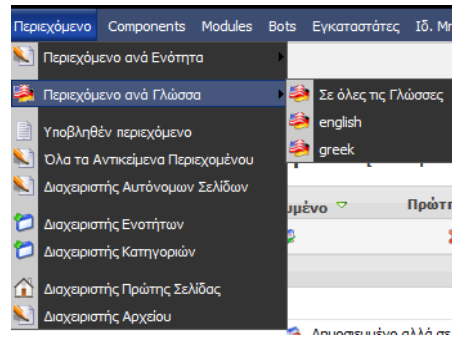 Περιεχόμενο Components Modules Bots Εγκαταστάτες Ιδ.
Περιεχόμενο ανά Ενότητα
Περιεχόμενο ανά Γλώσσα
Σε όλες τις Γλώσσες
english
greek
Υποβληθέν περιεχόμενο
Όλα τα Αντικείμενα Περιεχομένου
Διαχειριστής Αυτόνομων Σελίδων
Διαχειριστής Ενοτήτων
Διαχειριστής Κατηγοριών
Διαχειριστής Πρώτης Σελίδας
Διαχειριστής Αρχείου